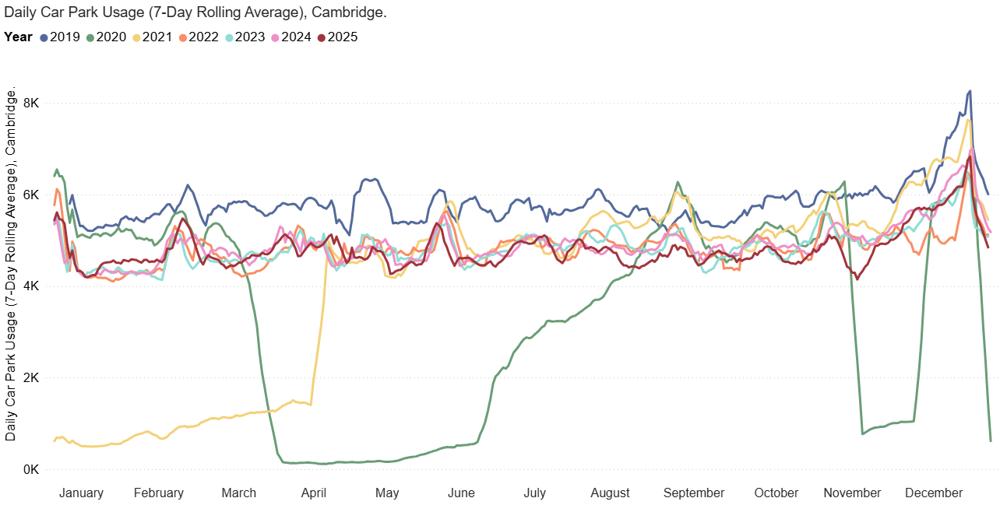 Daily Car Park Usage (7-Day Rolling Average), Cambridge.
Year 2019 2020 2021 2022 2023 2024 2025
Daily Car Park Usage (7-Day Rolling Average), Cambridge.
8K
6K
4K
2K
0K
January February March April May June July August September October November December